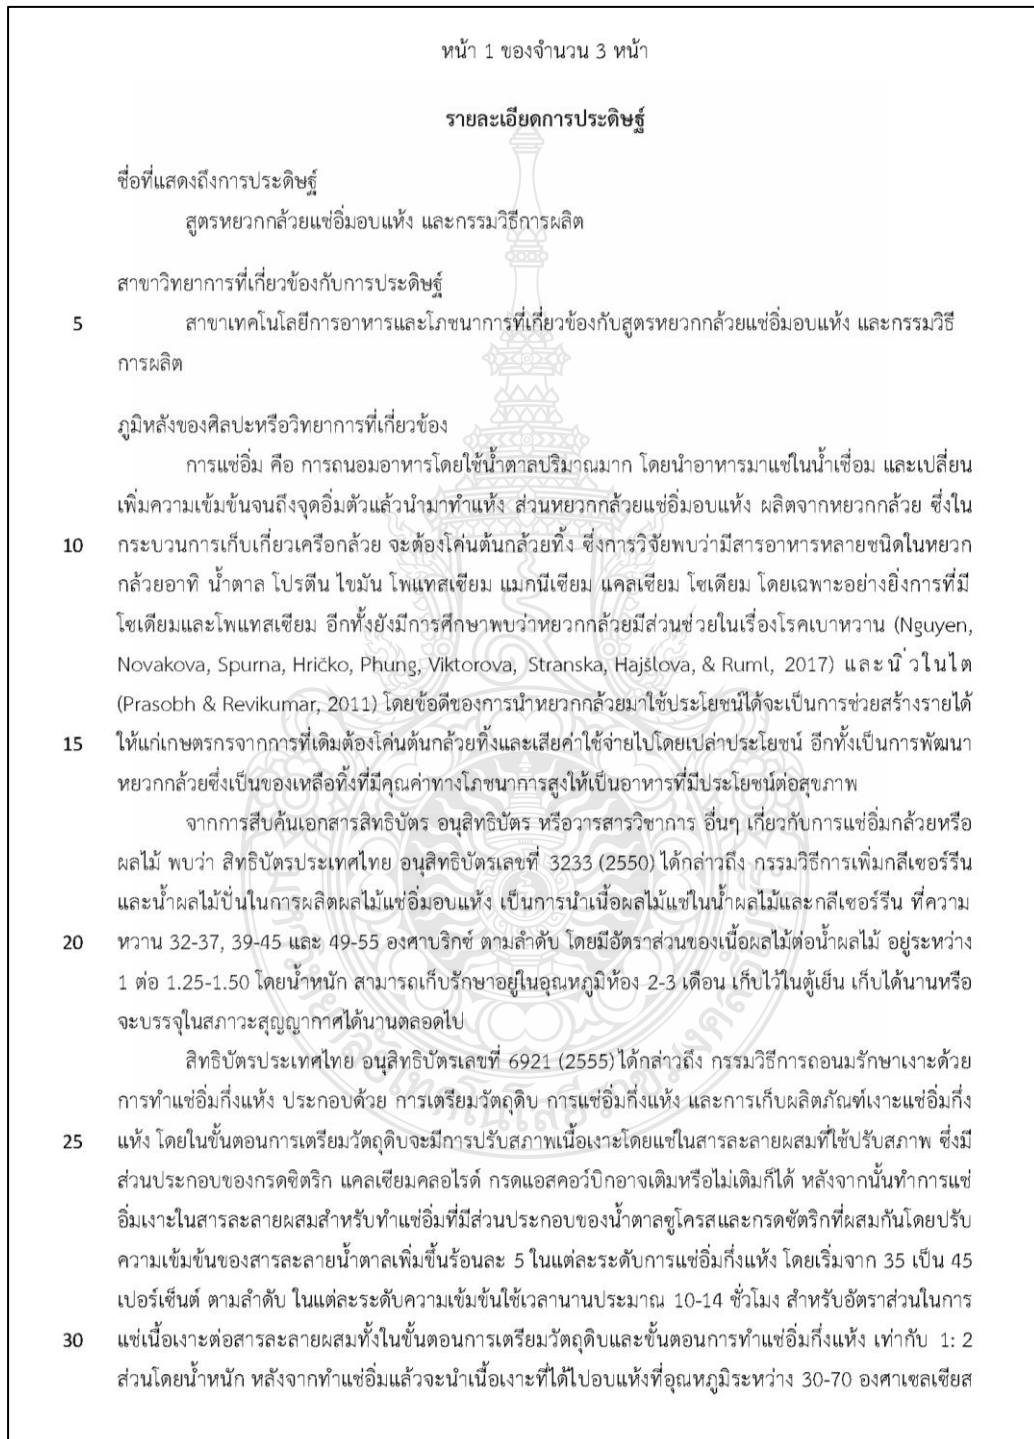 หน้า 1 ของจำนวน 3 หน้า
รายละเอียดการประดิษฐ์
ชื่อที่แสดงถึงการประดิษฐ์
สูตรหยวกกล้วยแช่อิ่มอบแห้ง และกรรมวิธีการผลิต
สาขาวิทยาการที่เกี่ยวข้องกับการประดิษฐ์
5 สาขาเทคโนโลยีการอาหารและโภชนาการที่เกี่ยวข้องกับสูตรหยวกกล้วยแช่อิ่มอบแห้ง และกรรมวิธี
การผลิต
ภูมิหลังของศิลปะหรือวิทยาการที่เกี่ยวข้อง
การแช่อิ่ม คือ การถนอมอาหารโดยใช้น้ำตาลปริมาณมาก โดยนำอาหารมาแช่ในน้ำเชื่อม และเปลี่ยน
เพิ่มความเข้มข้นจนถึงจุดอิ่มตัวแล้วนำมาทำแห้ง ส่วนหยวกกล้วยแช่อิ่มอบแห้ง ผลิตจากหยวกกล้วย ซึ่งใน
10 กระบวนการเก็บเกี่ยวเครือกล้วย จะต้องโค่นต้นกล้วยทิ้ง ซึ่งการวิจัยพบว่ามีสารอาหารหลายชนิดในหยวก
กล้วยอาทิ น้ำตาล โปรตีน ไขมัน โพแทสเซียม แมกนีเซียม แคลเซียม โซเดียม โดยเฉพาะอย่างยิ่งการที่มี
โซเดียมและโพแทสเซียม อีกทั้งยังมีการศึกษาพบว่าหยวกกล้วยมีส่วนช่วยในเรื่องโรคเบาหวาน (Nguyen,
Novakova, Spurna, Hričko, Phung, Viktorova, Stranska, Hajšlova, & Ruml, 2017) และนิ่วในไต
(Prasobh & Revikumar, 2011) โดยข้อดีของการนำหยวกกล้วยมาใช้ประโยชน์ได้จะเป็นการช่วยสร้างรายได้
15 ให้แก่เกษตรกรจากการที่เดิมต้องโค่นต้นกล้วยทิ้งและเสียค่าใช้จ่ายไปโดยเปล่าประโยชน์ อีกทั้งเป็นการพัฒนา
หยวกกล้วยซึ่งเป็นของเหลือทิ้งที่มีคุณค่าทางโภชนาการสูงให้เป็นอาหารที่มีประโยชน์ต่อสุขภาพ
จากการสืบค้นเอกสารสิทธิบัตร อนุสิทธิบัตร หรือวารสารวิชาการ อื่นๆ เกี่ยวกับการแช่อิ่มกล้วยหรือ
ผลไม้ พบว่า สิทธิบัตรประเทศไทย อนุสิทธิบัตรเลขที่ 3233 (2550) ได้กล่าวถึง กรรมวิธีการเพิ่มกลีเซอร์รีน
และน้ำผลไม้ปั่นในการผลิตผลไม้แช่อิ่มอบแห้ง เป็นการนำเนื้อผลไม้แช่ในน้ำผลไม้และกลีเซอร์รีน ที่ความ
20 หวาน 32-37, 39-45 และ 49-55 องศาบริกซ์ ตามลำดับ โดยมีอัตราส่วนของเนื้อผลไม้ต่อน้ำผลไม้ อยู่ระหว่าง
1 ต่อ 1.25-1.50 โดยน้ำหนัก สามารถเก็บรักษาอยู่ในอุณหภูมิห้อง 2-3 เดือน เก็บไว้ในตู้เย็น เก็บได้นานหรือ
จะบรรจุในสภาวะสุญญากาศได้นานตลอดไป
สิทธิบัตรประเทศไทย อนุสิทธิบัตรเลขที่ 6921 (2555) ได้กล่าวถึง กรรมวิธีการถอนมรักษาเงาะด้วย
การทำแช่อิ่มกึ่งแห้ง ประกอบด้วย การเตรียมวัตถุดิบ การแช่อิ่มกึ่งแห้ง และการเก็บผลิตภัณฑ์เงาะแช่อิ่มกึ่ง
25 แห้ง โดยในขั้นตอนการเตรียมวัตถุดิบจะมีการปรับสภาพเนื้อเงาะโดยแช่ในสารละลายผสมที่ใช้ปรับสภาพ ซึ่งมี
ส่วนประกอบของกรดซิตริก แคลเซียมคลอไรด์ กรดแอสคอร์บิกอาจเติมหรือไม่เติมก็ได้ หลังจากนั้นทำการแช่
อิ่มเงาะในสารละลายผสมสำหรับทำแช่อิ่มที่มีส่วนประกอบของน้ำตาลซูโครสและกรดซัตริกที่ผสมกันโดยปรับ
ความเข้มข้นของสารละลายน้ำตาลเพิ่มขึ้นร้อนละ 5 ในแต่ละระดับการแช่อิ่มกึ่งแห้ง โดยเริ่มจาก 35 เป็น 45
เปอร์เซ็นต์ ตามลำดับ ในแต่ละระดับความเข้มข้นใช้เวลานานประมาณ 10-14 ชั่วโมง สำหรับอัตราส่วนในการ
30 แช่เนื้อเงาะต่อสารละลายผสมทั้งในขั้นตอนการเตรียมวัตถุดิบและขั้นตอนการทำแช่อิ่มกึ่งแห้ง เท่ากับ 1: 2
ส่วนโดยน้ำหนัก หลังจากทำแช่อิ่มแล้วจะนำเนื้อเงาะที่ได้ไปอบแห้งที่อุณหภูมิระหว่าง 30-70 องศาเซลเซียส